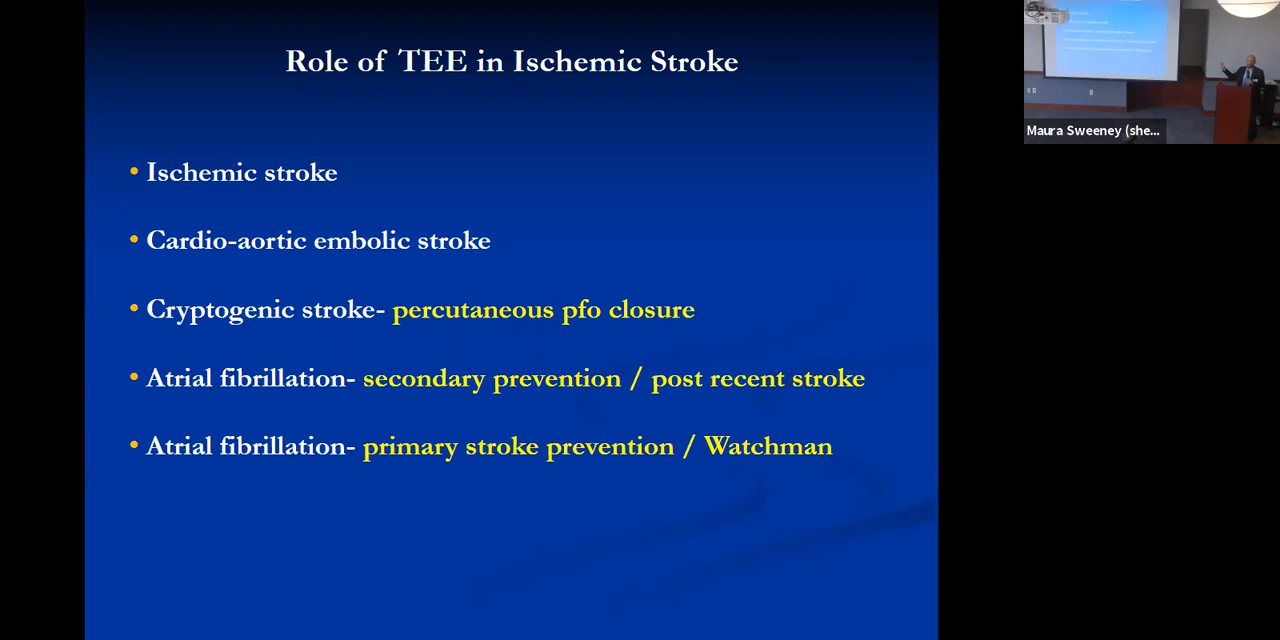 Role of TEE in Ischemic Stroke
• Ischemic stroke
• Cardio-aortic embolic stroke
• Cryptogenic stroke- percutaneous pfo closure
• Atrial fibrillation- secondary prevention / post recent stroke
• Atrial fibrillation- primary stroke prevention / Watchman
Maura Sweeney (she...